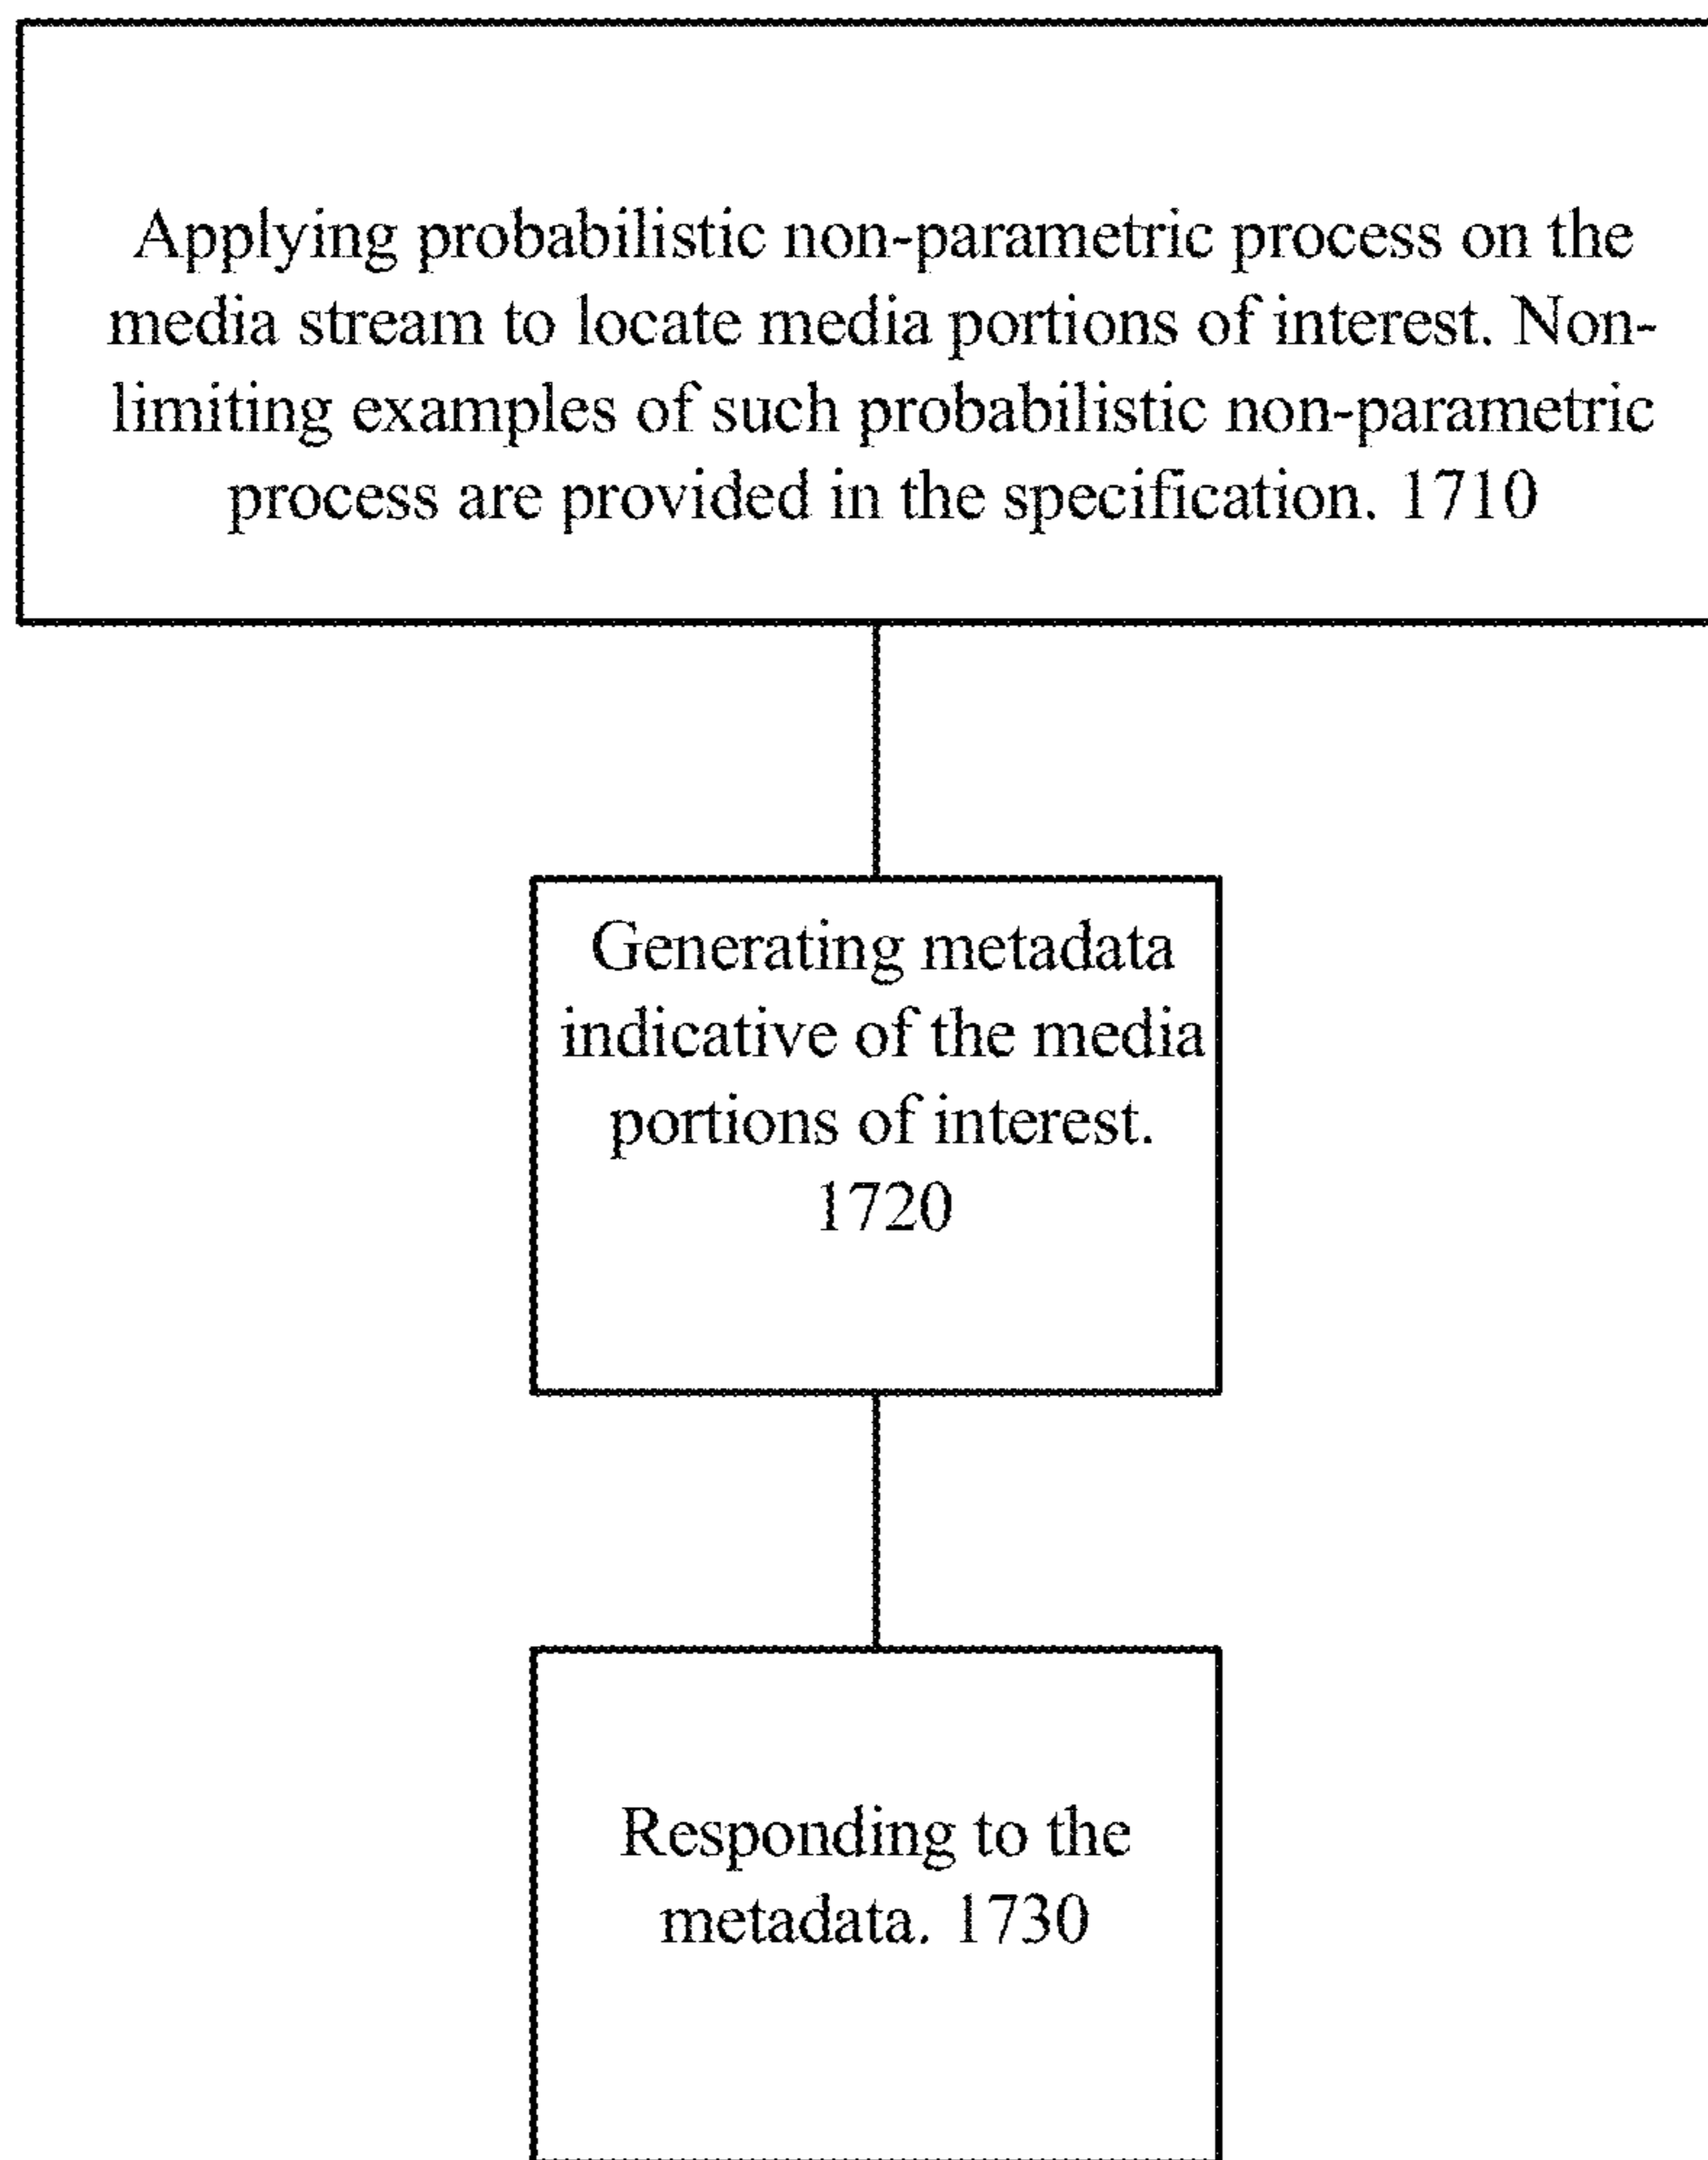 Applying probabilistic non-parametric process on the
media stream to locate media portions of interest. Non-
limiting examples of such probabilistic non-parametric
process are provided in the specification. 1710
Generating metadata
indicative of the media
portions of interest.
1720
Responding to the
metadata. 1730